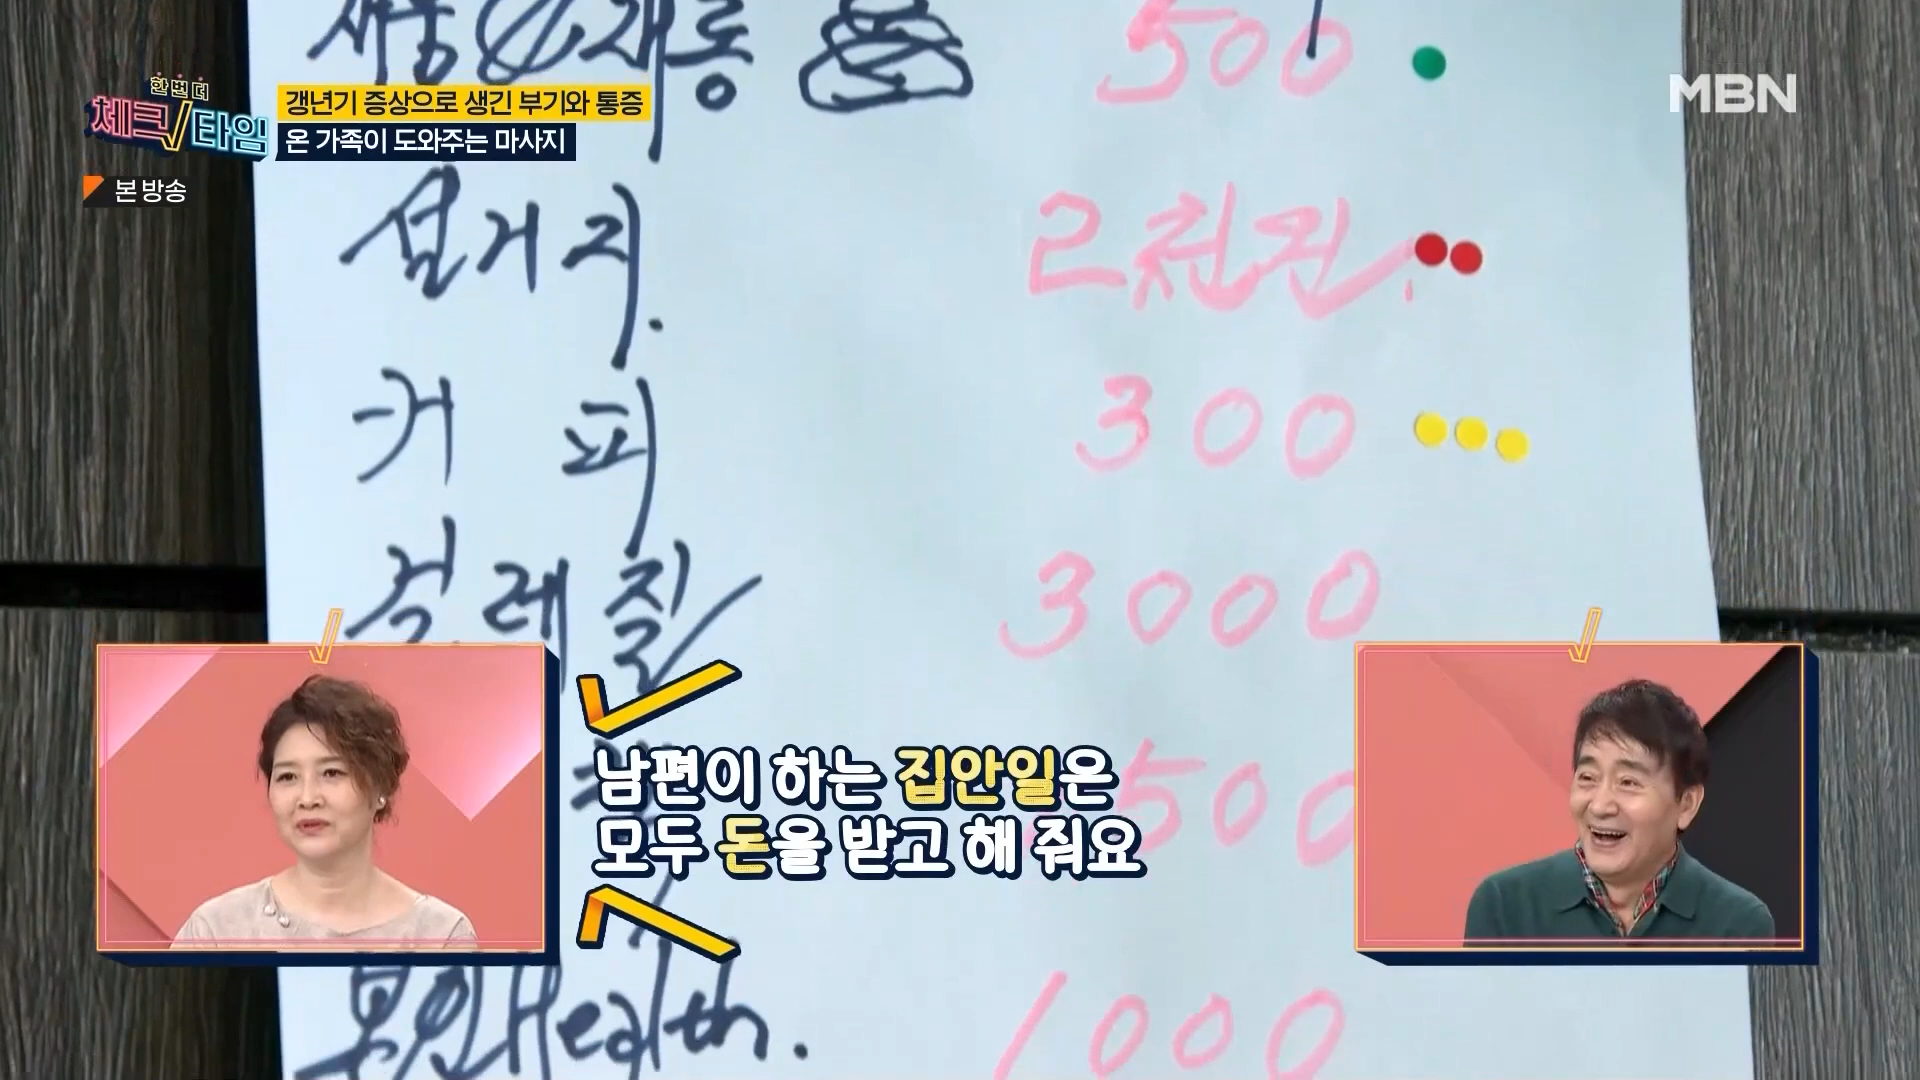 한 번 더
체크타임
갱년기 증상으로 생긴 부기와 통증
온 가족이 도와주는 마사지
MBN
본 방송
500
설거지.
2천원
커피
300
걸레질
3000
500
남편이 하는 집안일은
모두 돈을 받고 해 줘요
1000